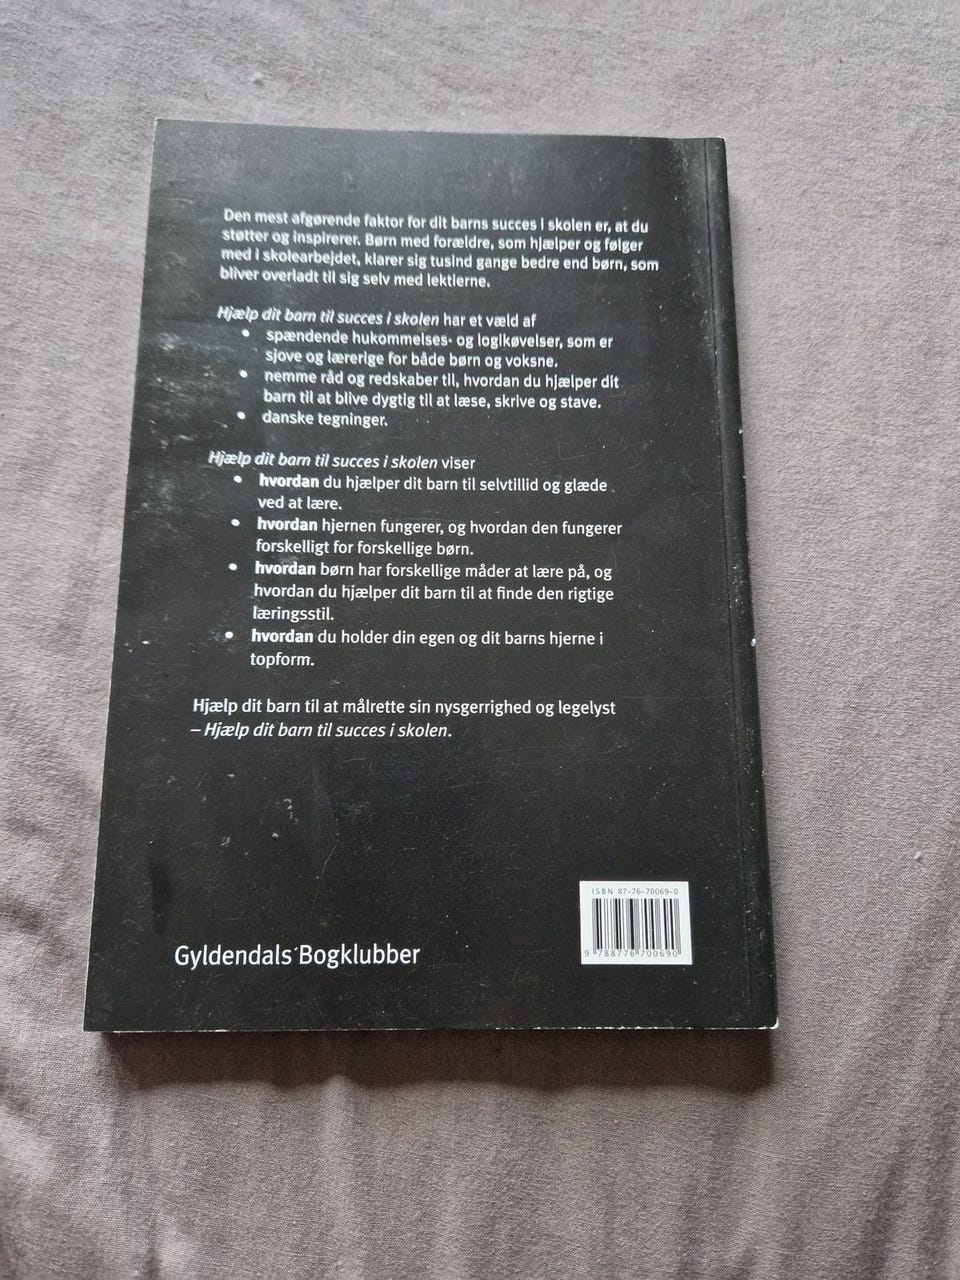 Den mest afgørende faktor for dit barns succes i skolen er, at du
støtter og inspirerer. Børn med forældre, som hjælper og følger
med i skolearbejdet, klarer sig tusind gange bedre end børn, som
bliver overladt til sig selv med lektierne.
Hjælp dit barn til succes i skolen har et væld af
• spændende hukommelses- og logikøvelser, som er
sjove og lærerige for både børn og voksne.
• nemme råd og redskaber til, hvordan du hjælper dit
barn til at blive dygtig til at læse, skrive og stave.
• danske tegninger.
Hjælp dit barn til succes i skolen viser
• hvordan du hjælper dit barn til selvtillid og glæde
ved at lære.
• hvordan hjernen fungerer, og hvordan den fungerer
forskelligt for forskellige børn.
• hvordan børn har forskellige måder at lære på, og
hvordan du hjælper dit barn til at finde den rigtige
læringsstil.
• hvordan du holder din egen og dit barns hjerne i
topform.
Hjælp dit barn til at målrette sin nysgerrighed og legelyst
– Hjælp dit barn til succes i skolen.
ISBN 87-76-70069-0
9 788776 700690
Gyldendals Bogklubber